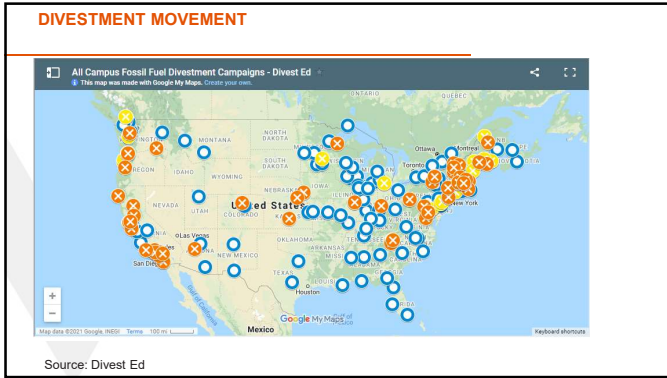 DIVESTMENT MOVEMENT
All Campus Fossil Fuel Divestment Campaigns - Divest Ed
This map was made with Google My Maps. Create your own.
ONTARIO
QUEBEC
MONTANA
NORTH
DAKOTA
Ottawa
Montreal
SOUTH
DAKOTA
Toronto
OREGON
IDAHO
WYOMING
NEBRASKA
IOWA
New York
NEVADA
UTAH
COLORADO
United States
Las Vegas
OKLAHOMA
ARKANSAS
NEW MEXICO
San Diego
TEXAS
Houston
Gulf of
California
Mexico
Google My Maps
+
−
Map data ©2021 Google, INEGI Terms 100 mi
Keyboard shortcuts
Source: Divest Ed